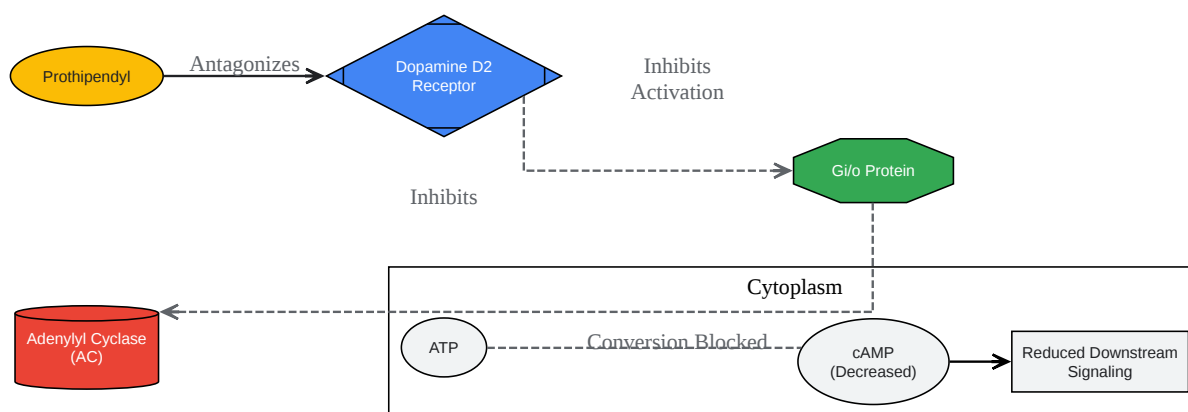 Prothipendyl
Antagonizes
Dopamine D2
Receptor
Inhibits
Activation
Gi/o Protein
Inhibits
Cytoplasm
Adenylyl Cyclase
(AC)
ATP
Conversion Blocked
cAMP
(Decreased)
Reduced Downstream
Signaling